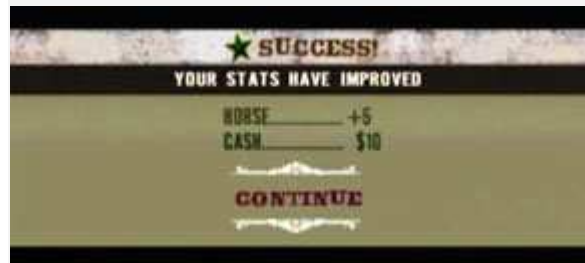 SUCCESS!
YOUR STATS HAVE IMPROVED
HORSE +5
CASH $10
CONTINUE